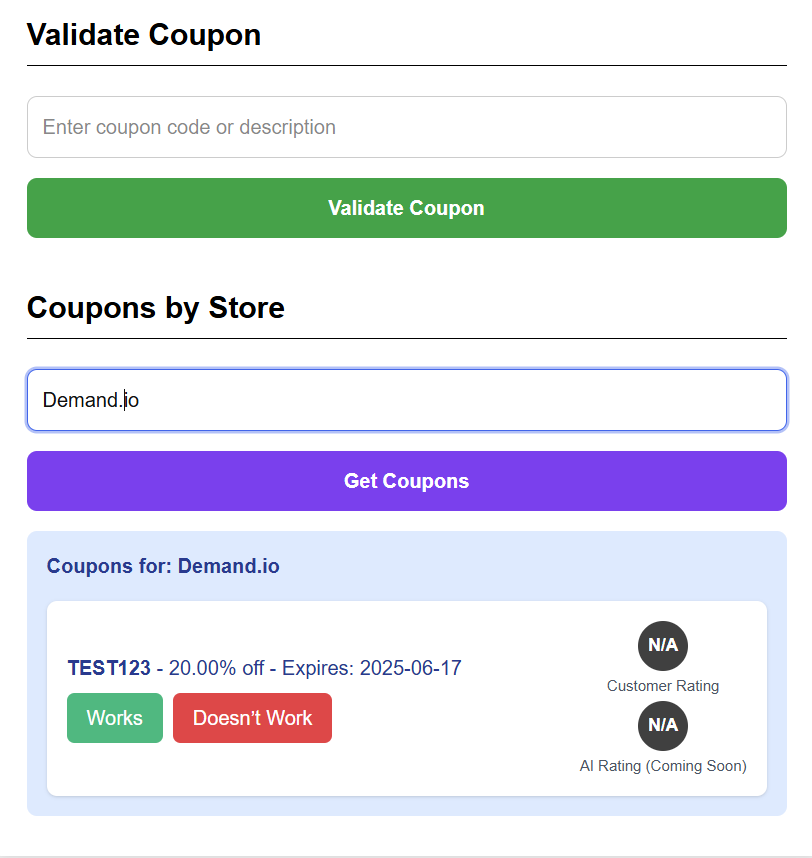 Validate Coupon
Enter coupon code or description
Validate Coupon
Coupons by Store
Demand.io
Get Coupons
Coupons for: Demand.io
TEST123 - 20.00% off - Expires: 2025-06-17
Works
Doesn't Work
N/A
Customer Rating
N/A
AI Rating (Coming Soon)